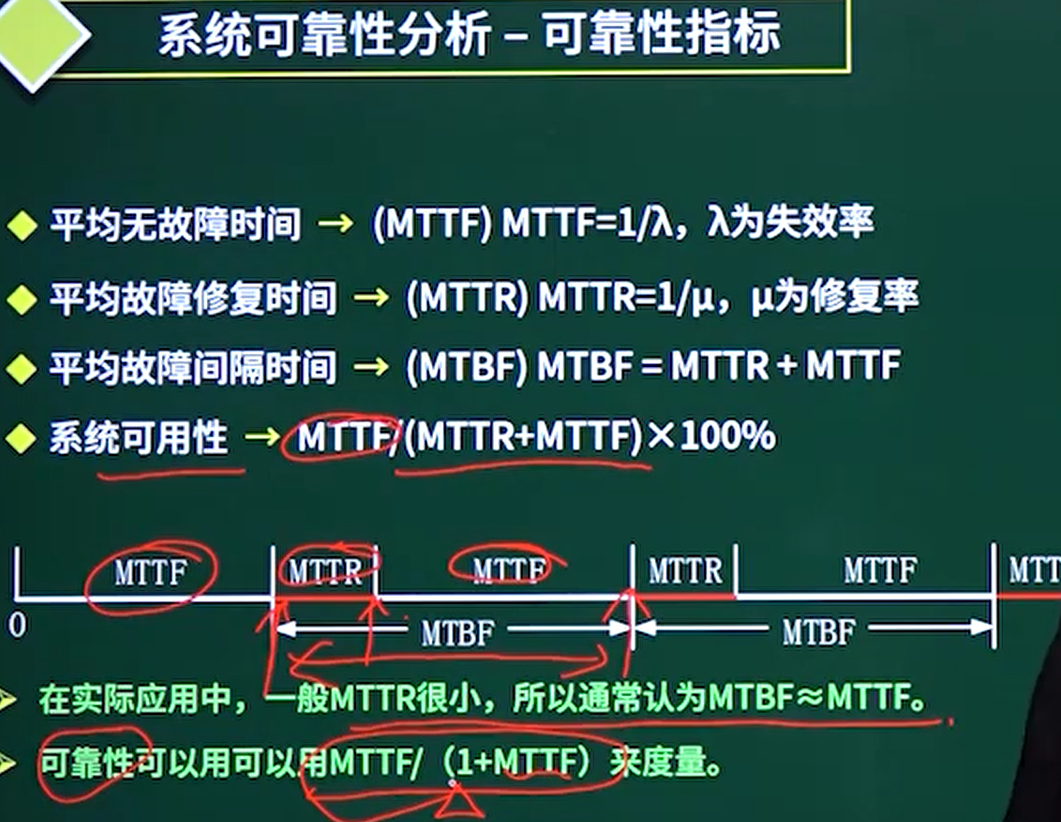 系统可靠性分析 – 可靠性指标
平均无故障时间 → (MTTF) MTTF=1/λ，λ为失效率
平均故障修复时间 → (MTTR) MTTR=1/μ，μ为修复率
平均故障间隔时间 → (MTBF) MTBF = MTTR + MTTF
系统可用性 → MTTF/(MTTR+MTTF)×100%
MTTF MTTR MTTF MTTR MTTF MTT
0 MTBF MTBF
在实际应用中，一般MTTR很小，所以通常认为MTBF≈MTTF。
可靠性可以用可以用MTTF/（1+MTTF）来度量。